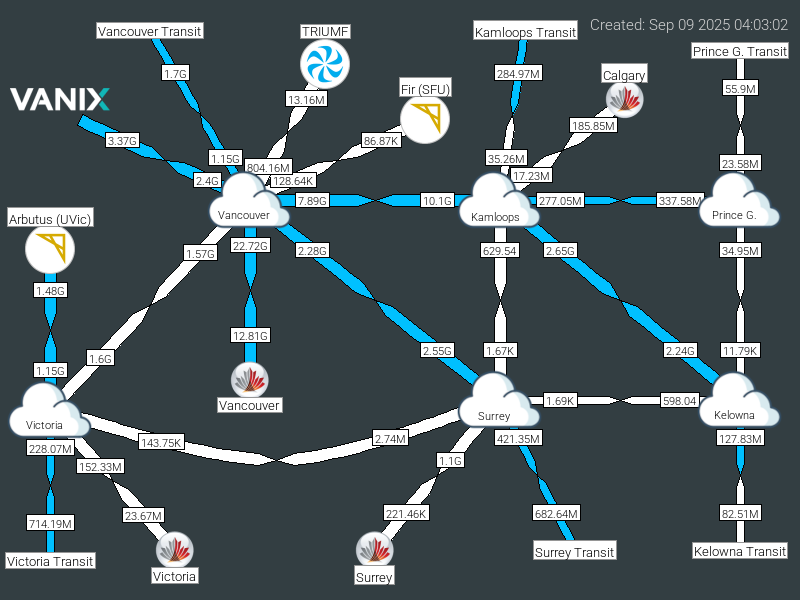 Created: Sep 09 2025 04:03:02
Vancouver Transit
TRIUMF
Kamloops Transit
Prince G. Transit
1.7G
284.97M
Calgary
Fir (SFU)
55.9M
VANIX
13.16M
185.85M
3.37G
86.87K
1.15G
35.26M
23.58M
804.16M
17.23M
2.4G
128.64K
7.89G
10.1G
277.05M
337.58M
Vancouver
Kamloops
Prince G.
Arbutus (UVic)
22.72G
1.57G
2.28G
629.54
2.65G
34.95M
1.48G
12.81G
1.6G
2.55G
1.67K
2.24G
11.79K
1.15G
Vancouver
1.69K
598.04
Victoria
Surrey
Kelowna
143.75K
2.74M
421.35M
127.83M
228.07M
152.33M
1.1G
714.19M
23.67M
221.46K
682.64M
82.51M
Victoria Transit
Victoria
Surrey
Surrey Transit
Kelowna Transit